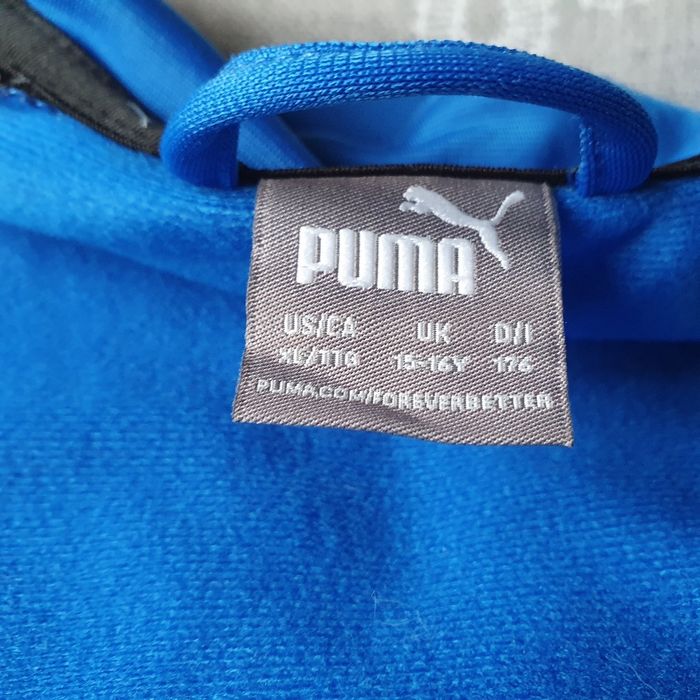 PUMA
US/CA UK D/I
XL/TTG 15-16Y 176
PUMA.COM/FOREVERBETTER